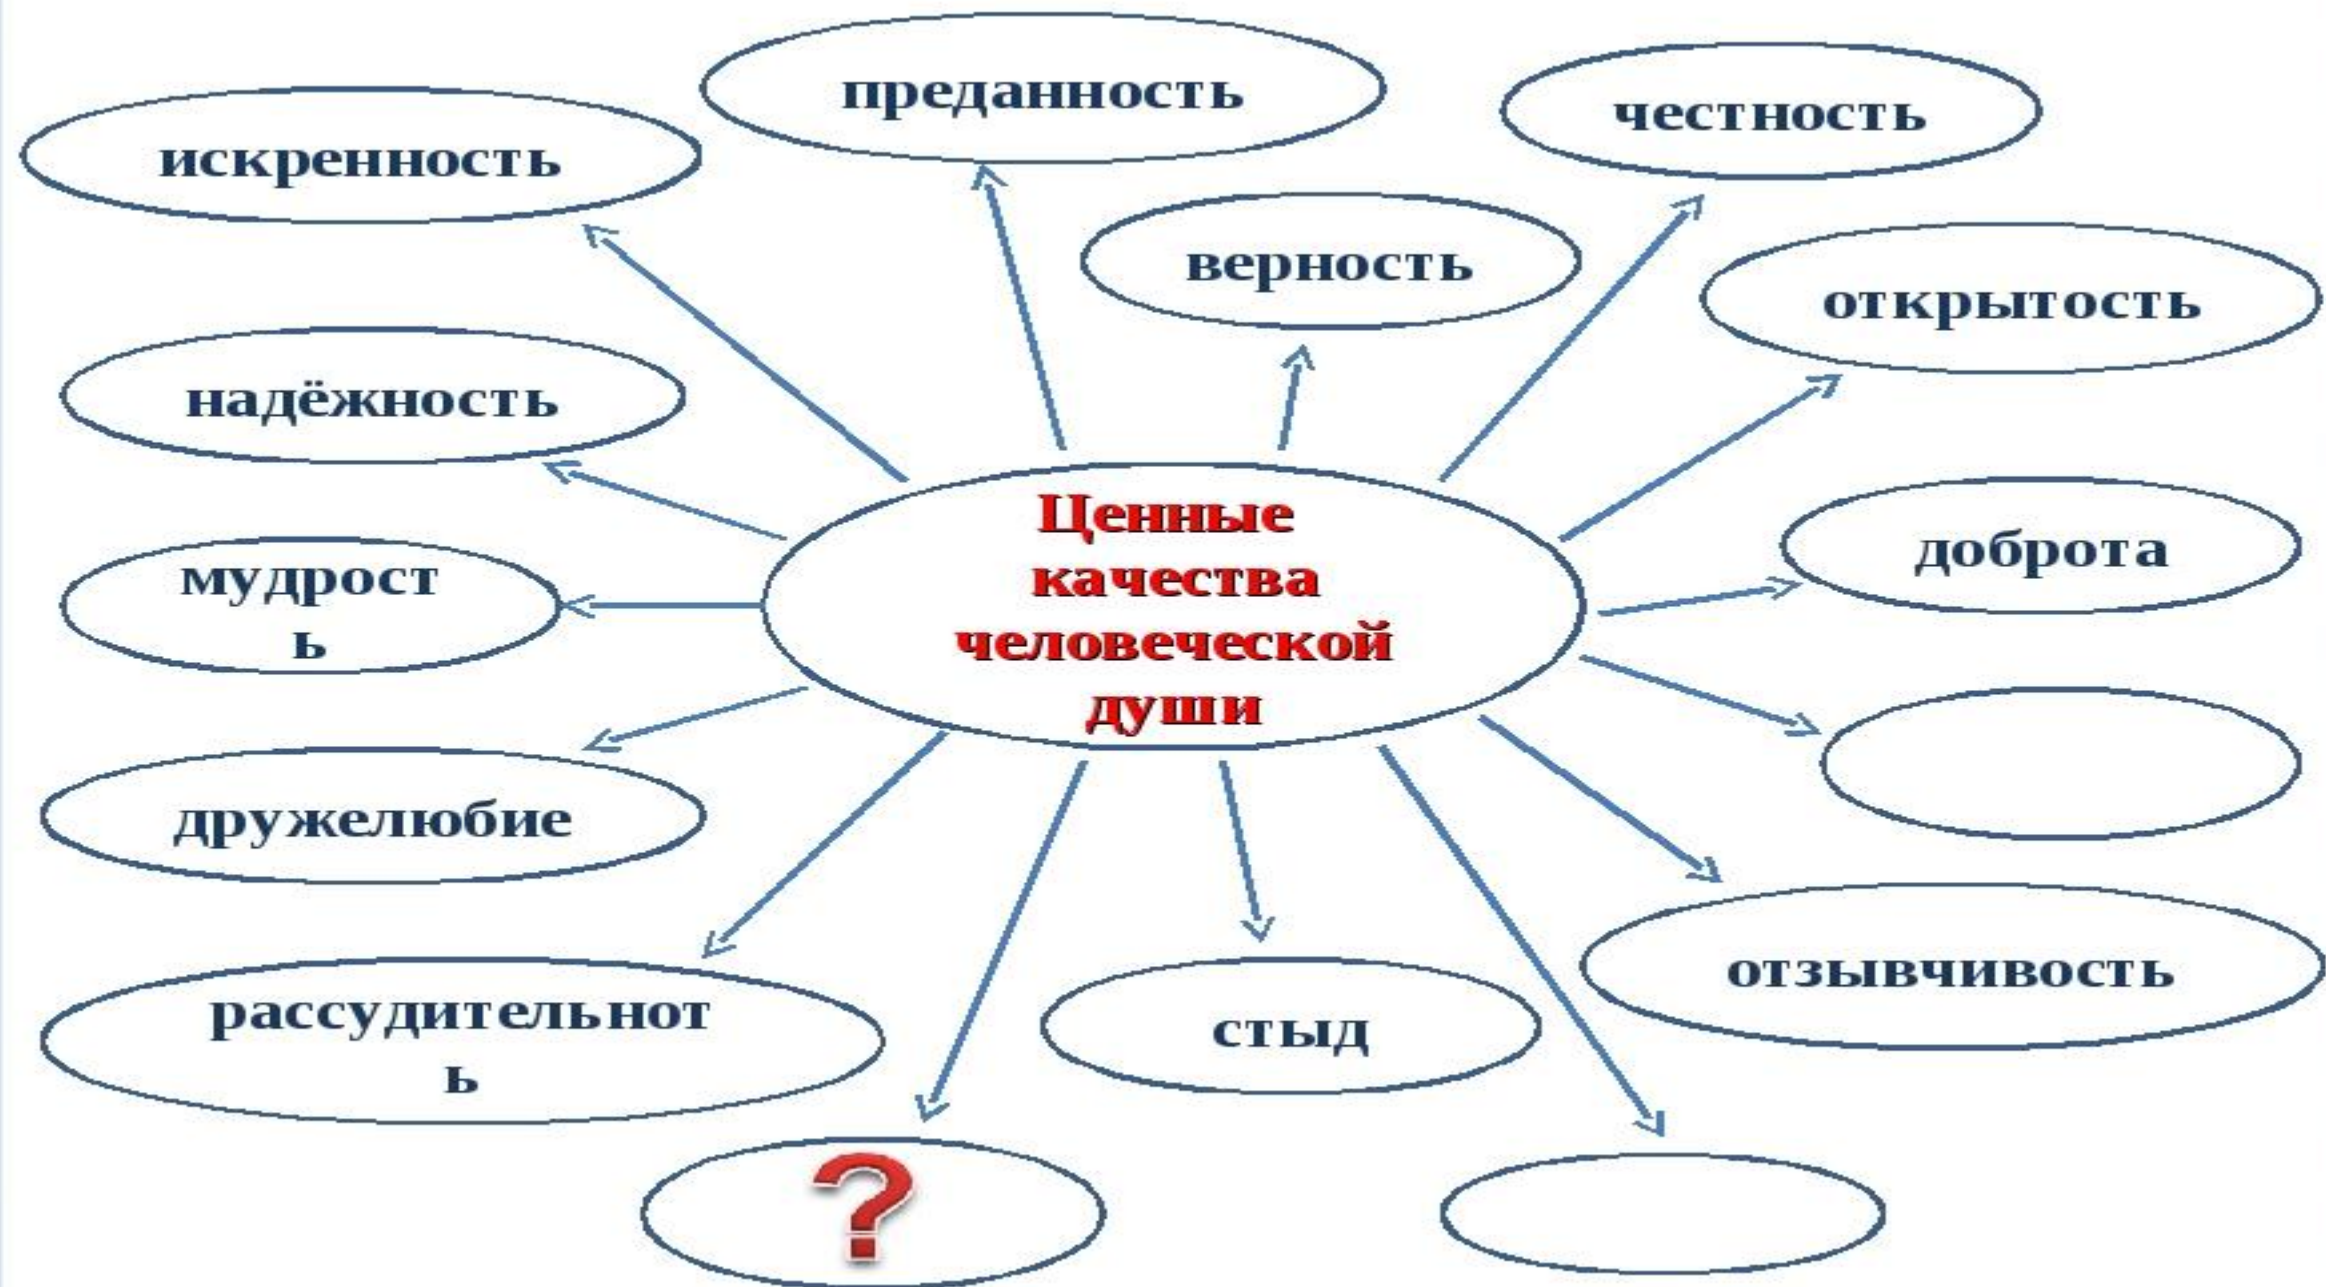 преданность
честность
искренность
верность
открытость
надёжность
Ценные
качества
человеческой
души
доброта
мудрост
ь
дружелюбие
отзывчивость
рассудительнот
ь
стыд
?